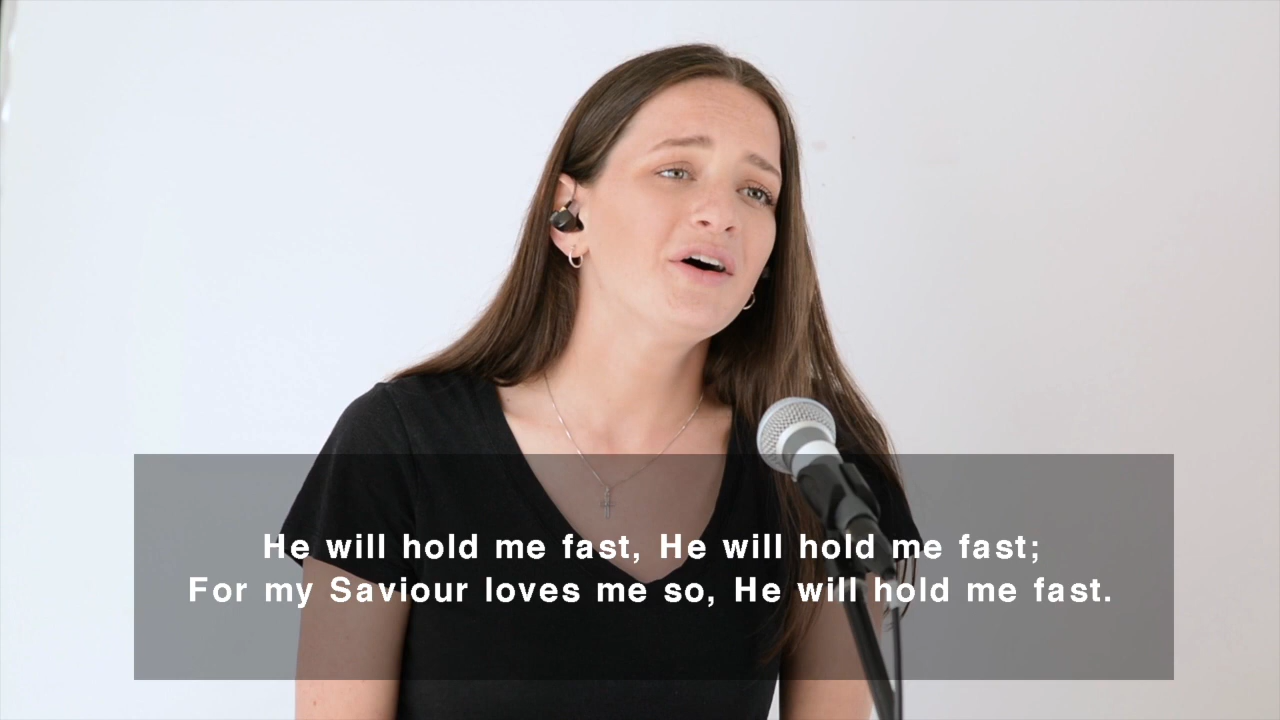 He will hold me fast, He will hold me fast;
For my Saviour loves me so, He will hold me fast.